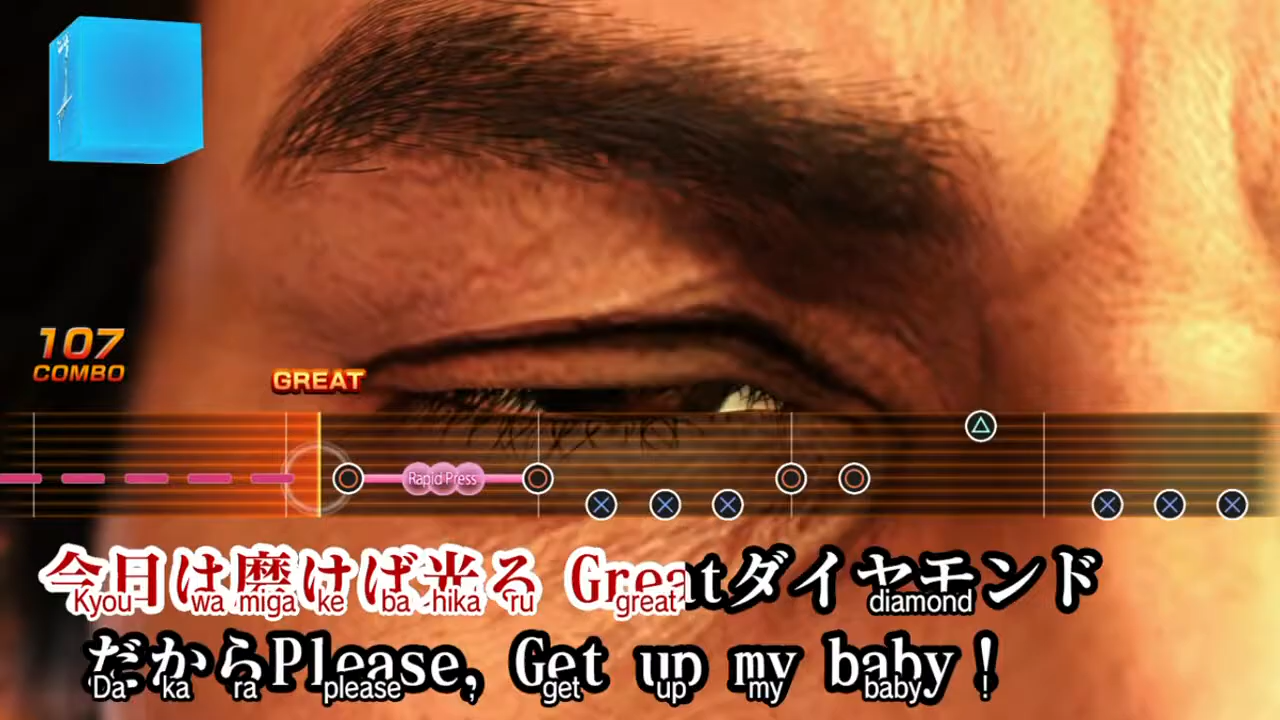 107
COMBO
GREAT
Rapid Press
今日は磨けば光る Greatダイヤモンド
Kyou wa miga ke ba hika ru great diamond
だからPlease, Get up my baby！
Da ka ra please , get up my baby !